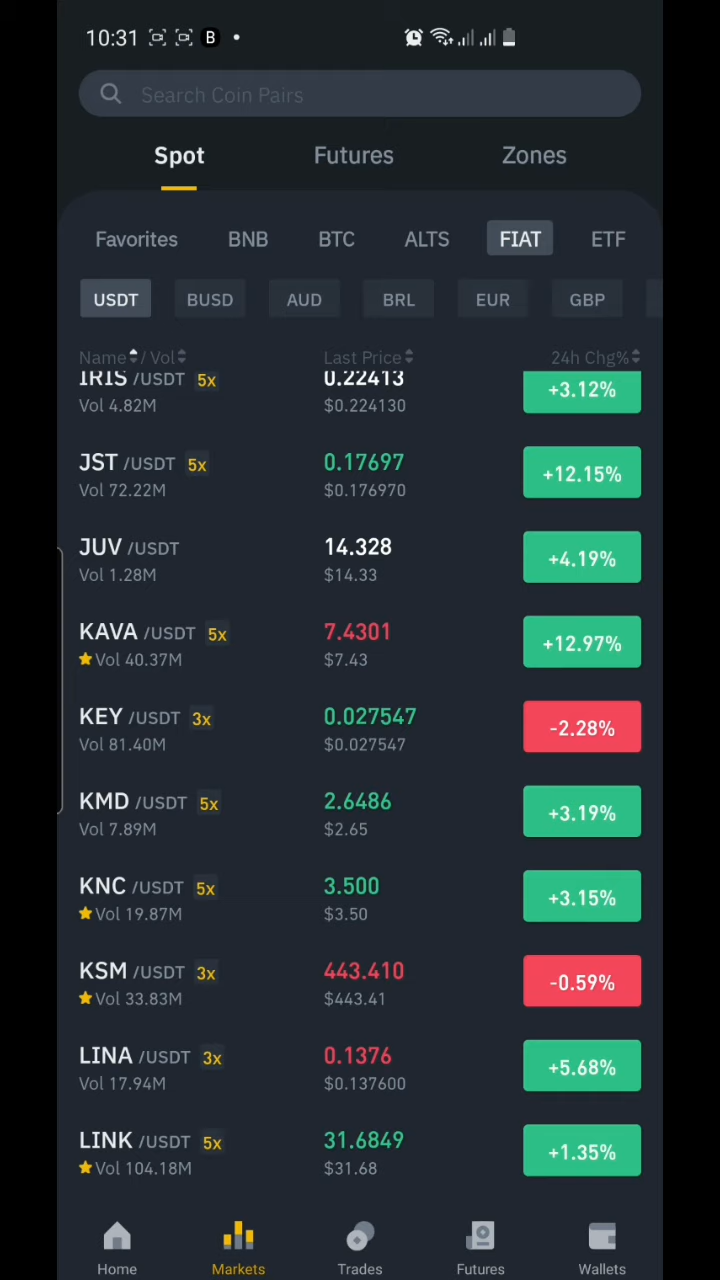 10:31 B
Search Coin Pairs
Spot Futures Zones
Favorites BNB BTC ALTS FIAT ETF
USDT BUSD AUD BRL EUR GBP
Name / Vol Last Price 24h Chg%
IRIS /USDT 5x 0.22413 +3.12%
Vol 4.82M $0.224130
JST /USDT 5x 0.17697 +12.15%
Vol 72.22M $0.176970
JUV /USDT 14.328 +4.19%
Vol 1.28M $14.33
KAVA /USDT 5x 7.4301 +12.97%
Vol 40.37M $7.43
KEY /USDT 3x 0.027547 -2.28%
Vol 81.40M $0.027547
KMD /USDT 5x 2.6486 +3.19%
Vol 7.89M $2.65
KNC /USDT 5x 3.500 +3.15%
Vol 19.87M $3.50
KSM /USDT 3x 443.410 -0.59%
Vol 33.83M $443.41
LINA /USDT 3x 0.1376 +5.68%
Vol 17.94M $0.137600
LINK /USDT 5x 31.6849 +1.35%
Vol 104.18M $31.68
Home Markets Trades Futures Wallets